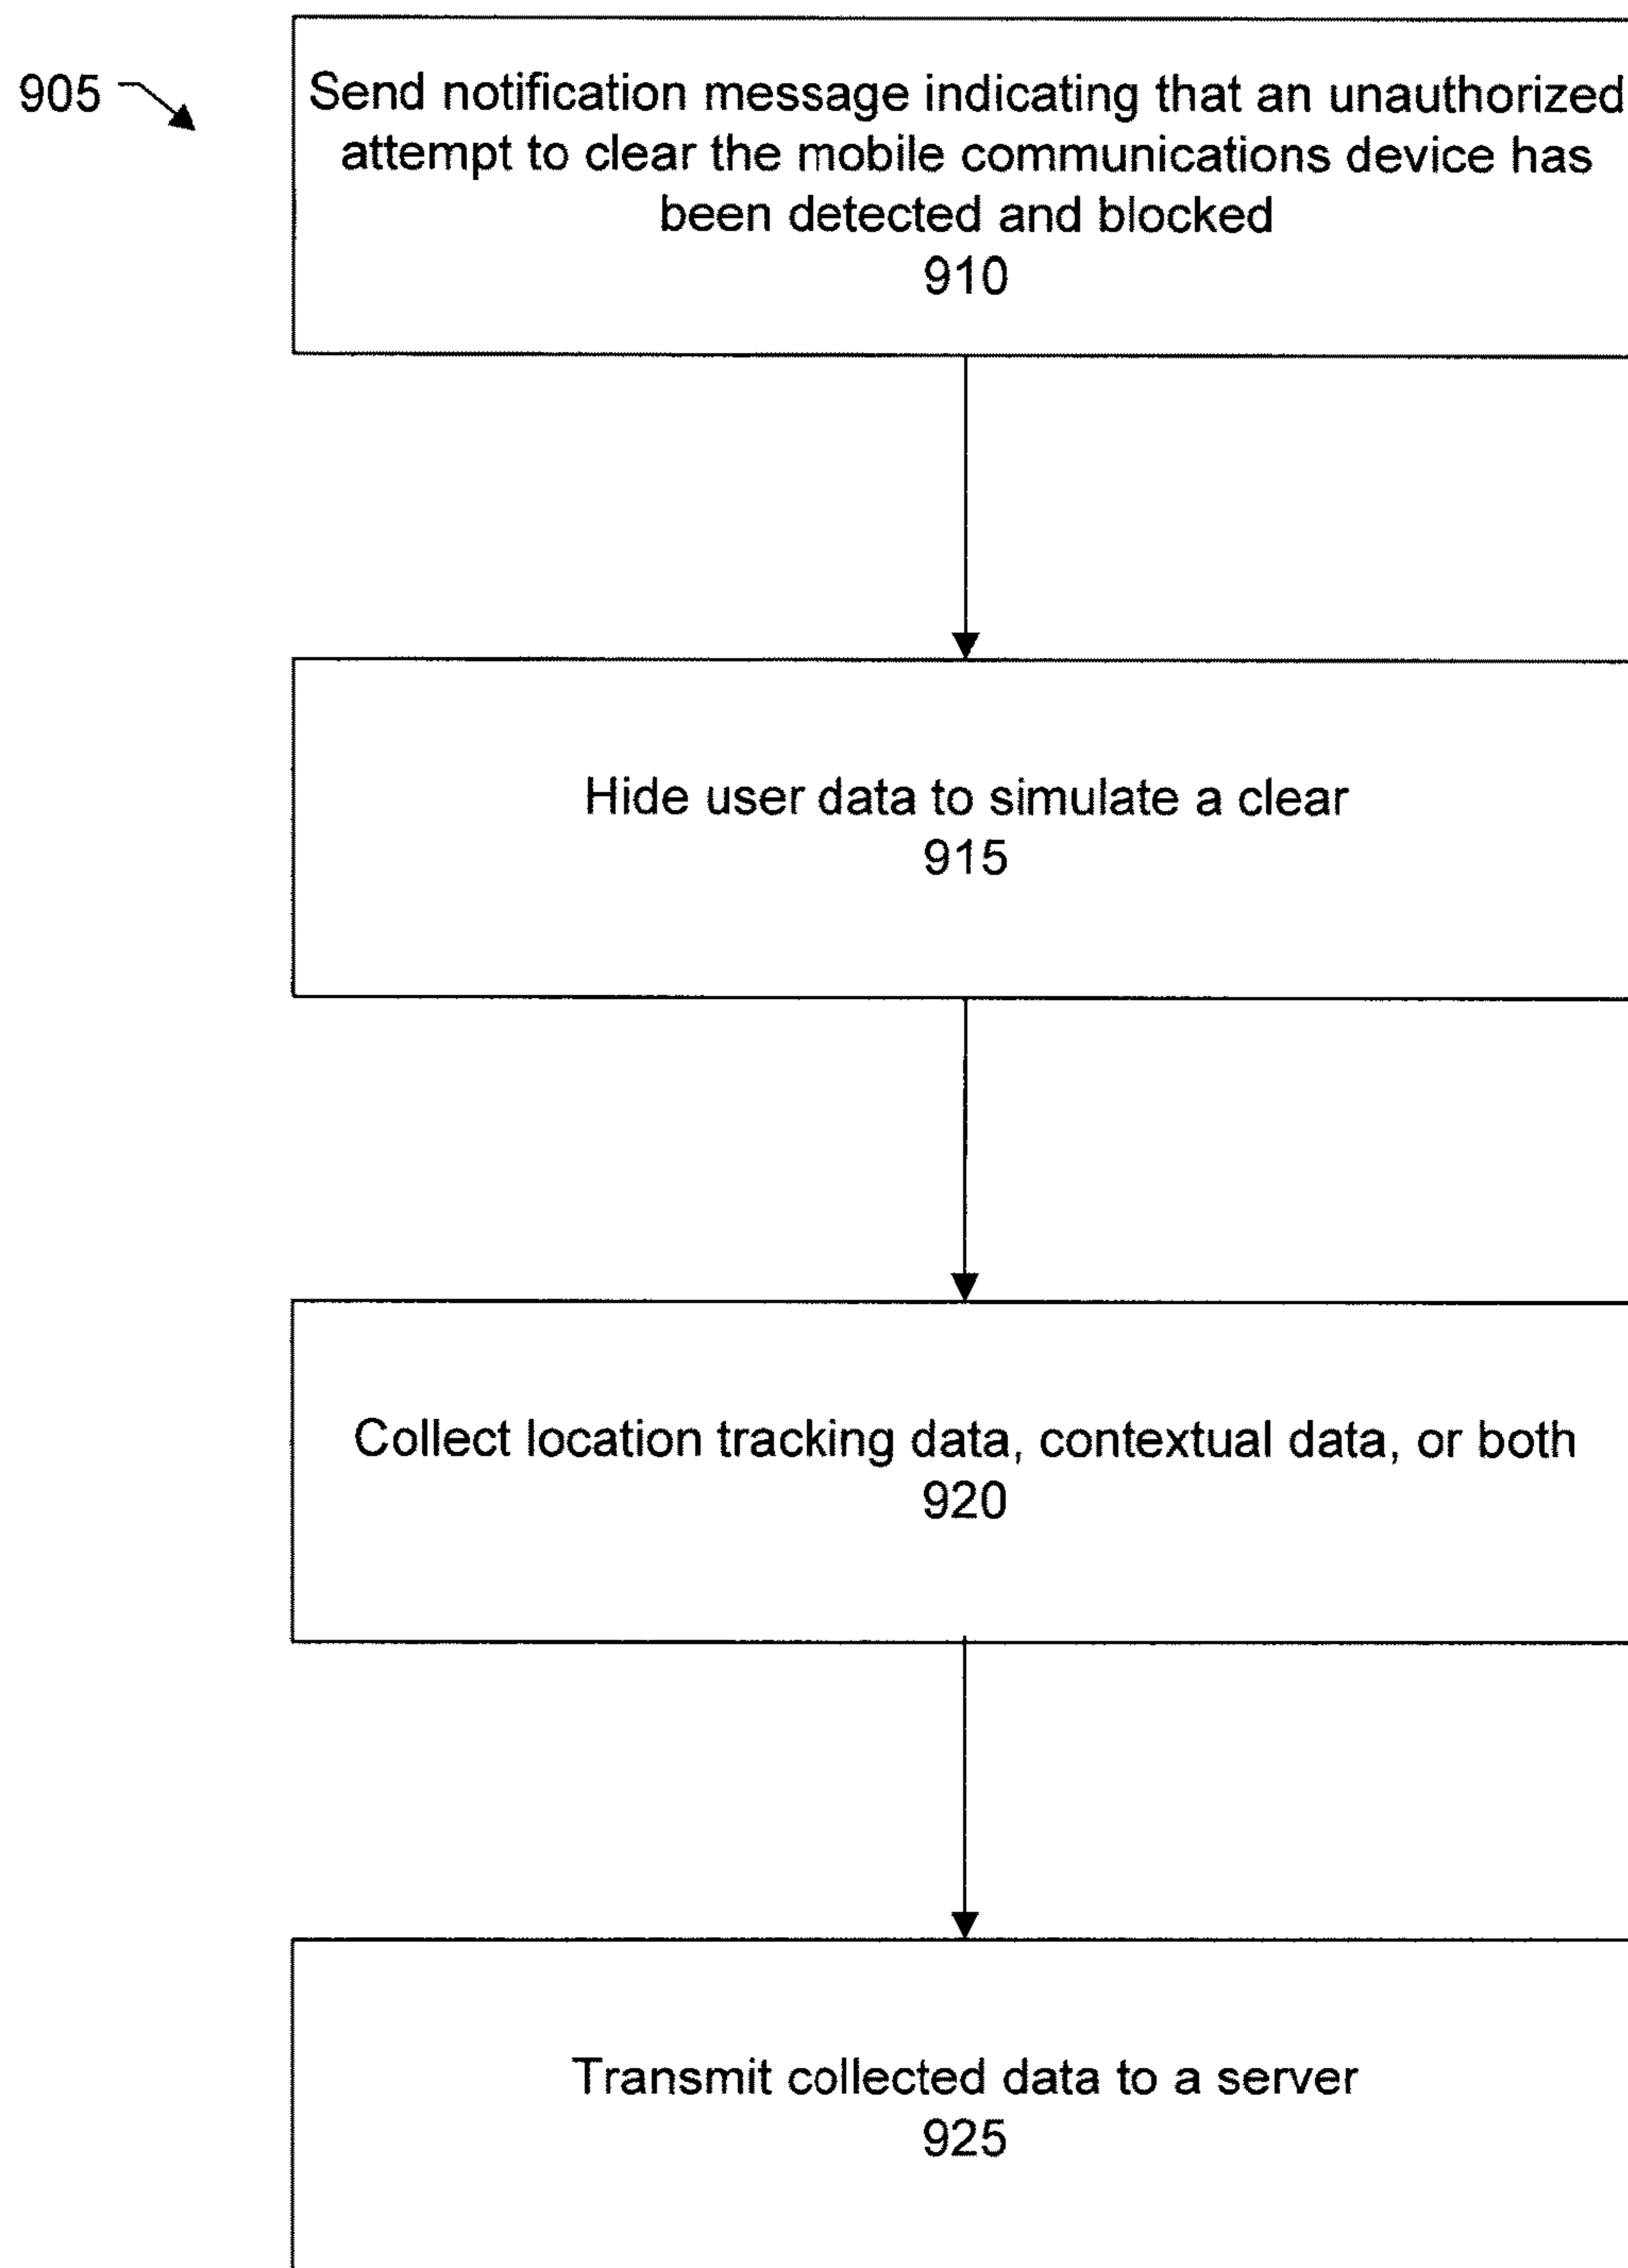 905
Send notification message indicating that an unauthorized
attempt to clear the mobile communications device has
been detected and blocked
910
Hide user data to simulate a clear
915
Collect location tracking data, contextual data, or both
920
Transmit collected data to a server
925